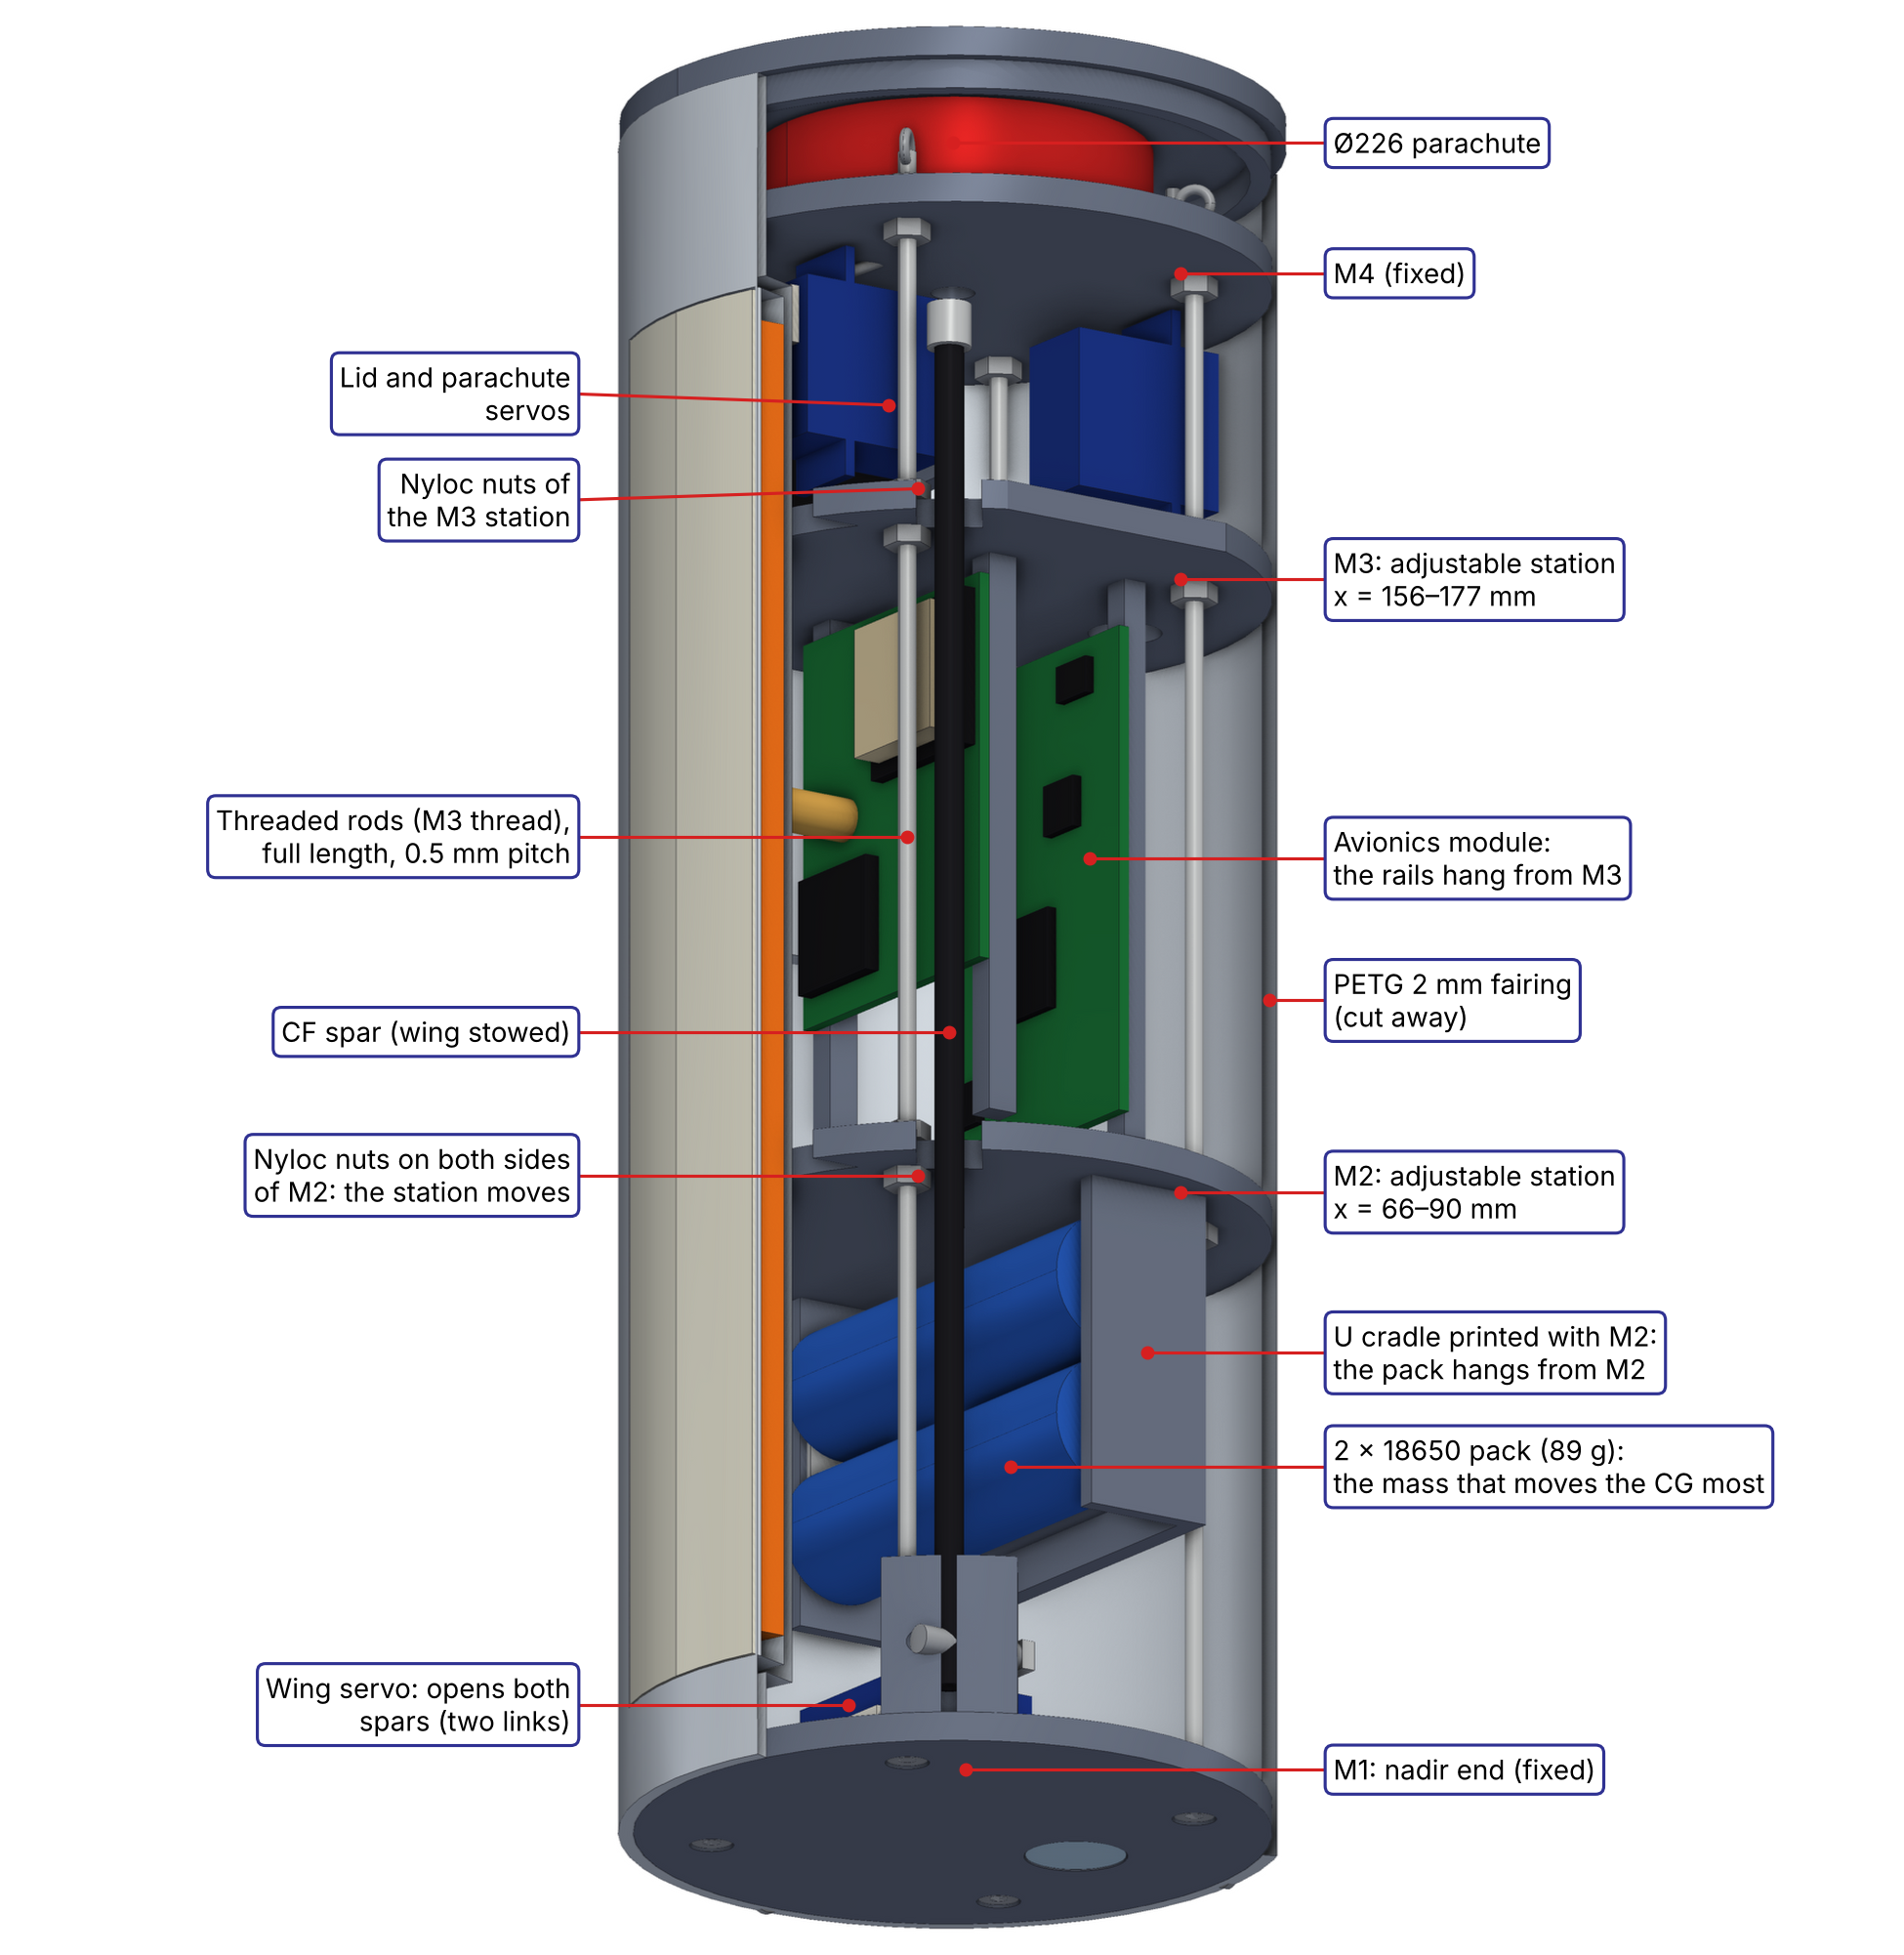 Ø226 parachute
M4 (fixed)
Lid and parachute
servos
Nyloc nuts of
the M3 station
M3: adjustable station
x = 156–177 mm
Threaded rods (M3 thread),
full length, 0.5 mm pitch
Avionics module:
the rails hang from M3
PETG 2 mm fairing
(cut away)
CF spar (wing stowed)
Nyloc nuts on both sides
of M2: the station moves
M2: adjustable station
x = 66–90 mm
U cradle printed with M2:
the pack hangs from M2
2 × 18650 pack (89 g):
the mass that moves the CG most
Wing servo: opens both
spars (two links)
M1: nadir end (fixed)